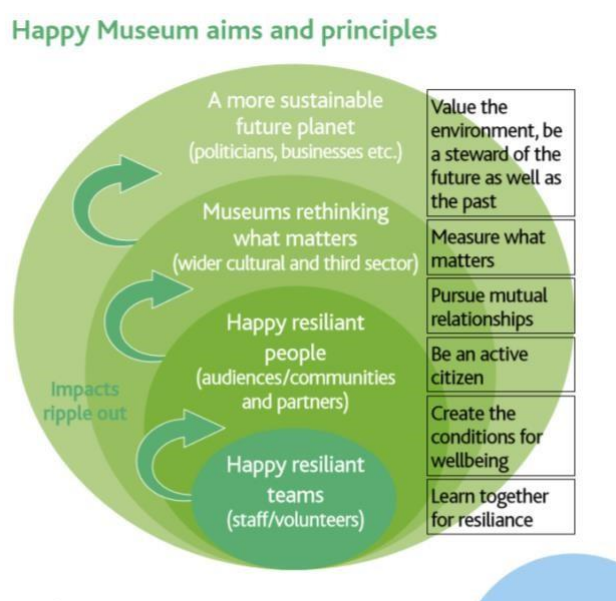 Happy Museum aims and principles
A more sustainable
future planet
(politicians, businesses etc.)
Museums rethinking
what matters
(wider cultural and third sector)
Happy resiliant
people
(audiences/communities
and partners)
Happy resiliant
teams
(staff/volunteers)
Impacts
ripple out
Value the
environment, be
a steward of the
future as well as
the past
Measure what
matters
Pursue mutual
relationships
Be an active
citizen
Create the
conditions for
wellbeing
Learn together
for resiliance